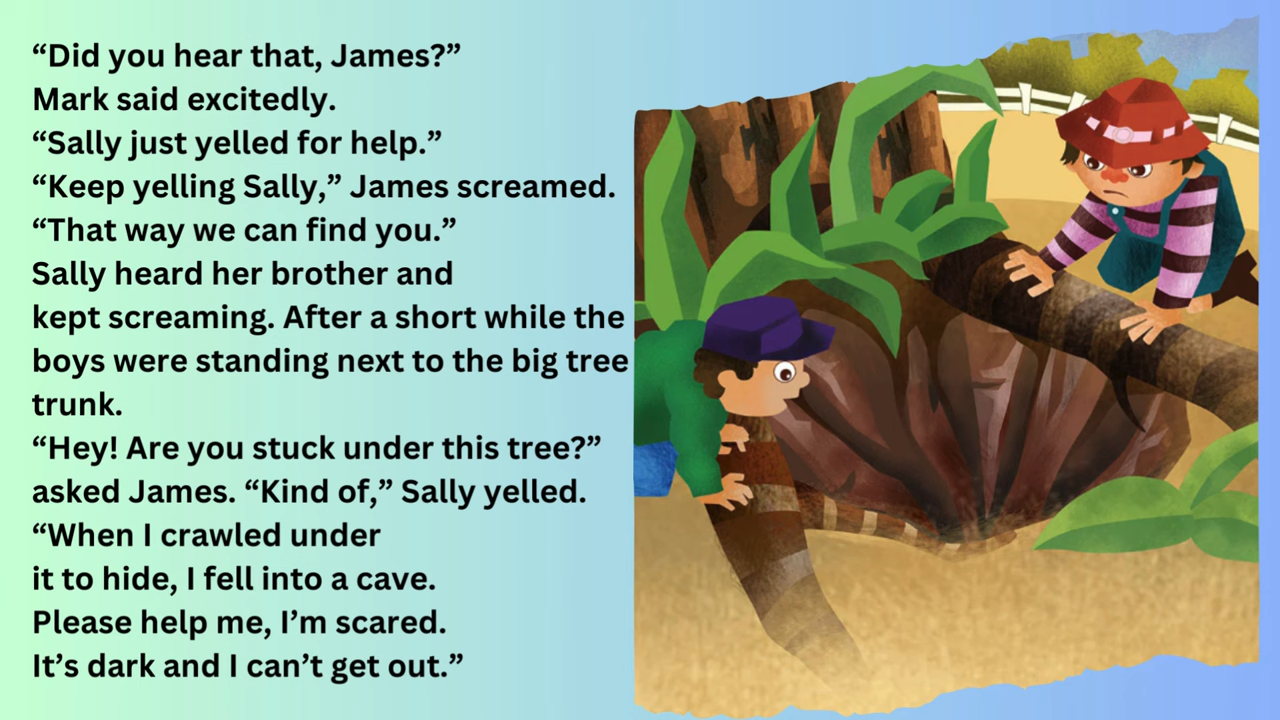 “Did you hear that, James?”
Mark said excitedly.
“Sally just yelled for help.”
“Keep yelling Sally,” James screamed.
“That way we can find you.”
Sally heard her brother and
kept screaming. After a short while the
boys were standing next to the big tree
trunk.
“Hey! Are you stuck under this tree?”
asked James. “Kind of,” Sally yelled.
“When I crawled under
it to hide, I fell into a cave.
Please help me, I’m scared.
It’s dark and I can’t get out.”